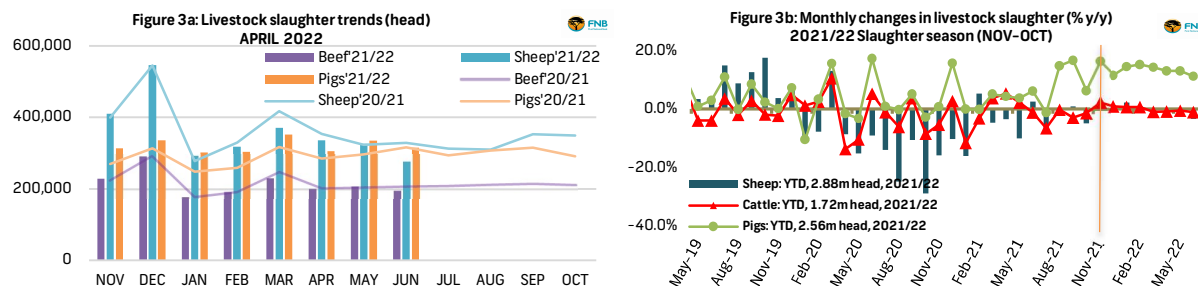 Figure 3a: Livestock slaughter trends (head)
APRIL 2022
FNB
600,000
400,000
200,000
0
Beef'21/22
Sheep'21/22
Pigs'21/22
Beef'20/21
Sheep'20/21
Pigs'20/21
NOV DEC JAN FEB MAR APR MAY JUN JUL AUG SEP OCT
Figure 3b: Monthly changes in livestock slaughter (% y/y)
2021/22 Slaughter season (NOV-OCT)
FNB
20.0%
0.0%
-20.0%
-40.0%
Sheep: YTD, 2.88m head, 2021/22
Cattle: YTD, 1.72m head, 2021/22
Pigs: YTD, 2.56m head, 2021/22
May-19 Aug-19 Nov-19 Feb-20 May-20 Aug-20 Nov-20 Feb-21 May-21 Aug-21 Nov-21 Feb-22 May-22